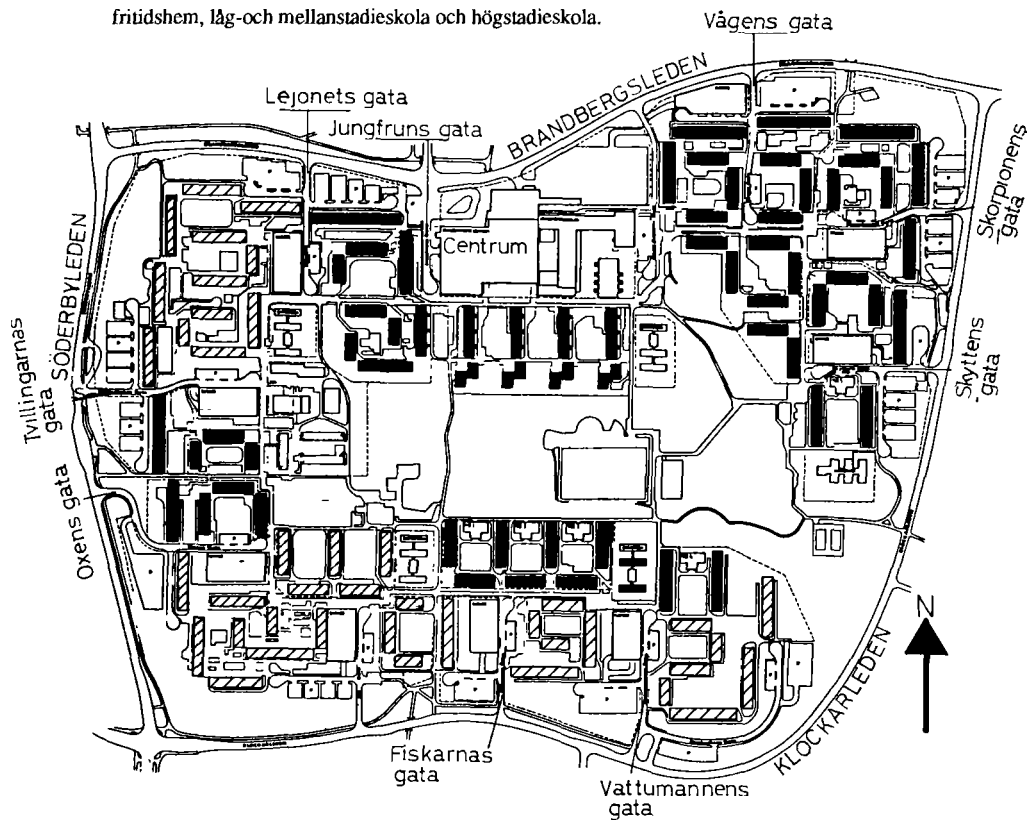 fritidshem, låg-och mellanstadieskola och högstadieskola.
Vågens gata
Lejonets gata
Jungfruns gata
BRANDBERGSLEDEN
Skorpionens
gata
Centrum
SÖDERBYLEDEN
Tvillingarnas
gata
Skyttens
gata
Oxens gata
N
KLOCKARLEDEN
Fiskarnas
gata
Vattumannens
gata